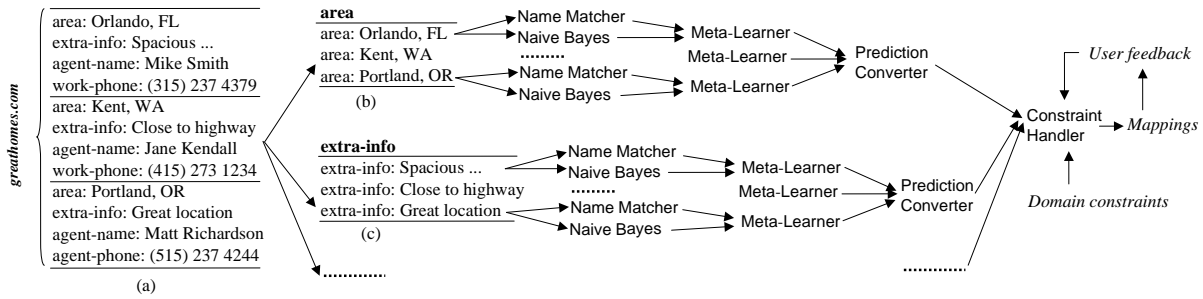 greathomes.com
area: Orlando, FL
extra-info: Spacious ...
agent-name: Mike Smith
work-phone: (315) 237 4379
area: Kent, WA
extra-info: Close to highway
agent-name: Jane Kendall
work-phone: (415) 273 1234
area: Portland, OR
extra-info: Great location
agent-name: Matt Richardson
agent-phone: (515) 237 4244
(a)
area
area: Orlando, FL
area: Kent, WA
area: Portland, OR
(b)
Name Matcher
Naive Bayes
.........
Name Matcher
Naive Bayes
Meta-Learner
Meta-Learner
Meta-Learner
Prediction
Converter
extra-info
extra-info: Spacious ...
extra-info: Close to highway
extra-info: Great location
(c)
Name Matcher
Naive Bayes
.........
Name Matcher
Naive Bayes
Meta-Learner
Meta-Learner
Meta-Learner
Prediction
Converter
.............
.............
User feedback
Constraint
Handler
Mappings
Domain constraints